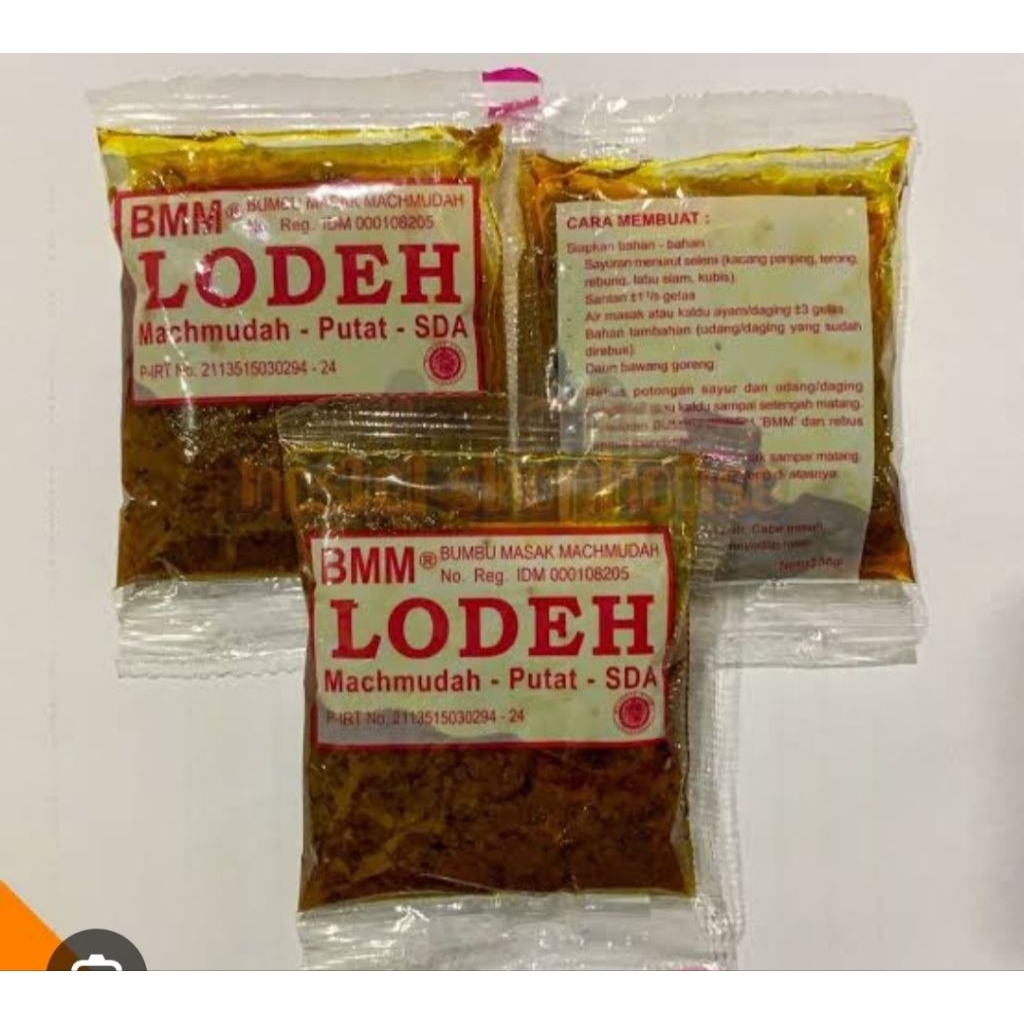 BMM® BUMBU MASAK MACHMUDAH
No. Reg. IDM 000108205
LODEH
Machmudah - Putat - SDA
P-IRT No. 2113515030294 - 24
CARA MEMBUAT :
Siapkan bahan - bahan :
- Sayuran menurut selera (kacang panjang, terong,
rebung, labu siam, kubis).
- Santan ±1 gelas
- Air masak atau kaldu ayam/daging ±3 gelas
- Bahan tambahan (udang/daging yang sudah
direbus).
- Daun bawang goreng
Rebus potongan sayur dan udang/daging
kaldu sampai setengah matang.
'BMM' dan rebus
sampai matang.
di atasnya.
BMM® BUMBU MASAK MACHMUDAH
No. Reg. IDM 000108205
LODEH
Machmudah - Putat - SDA
P-IRT No. 2113515030294 - 24